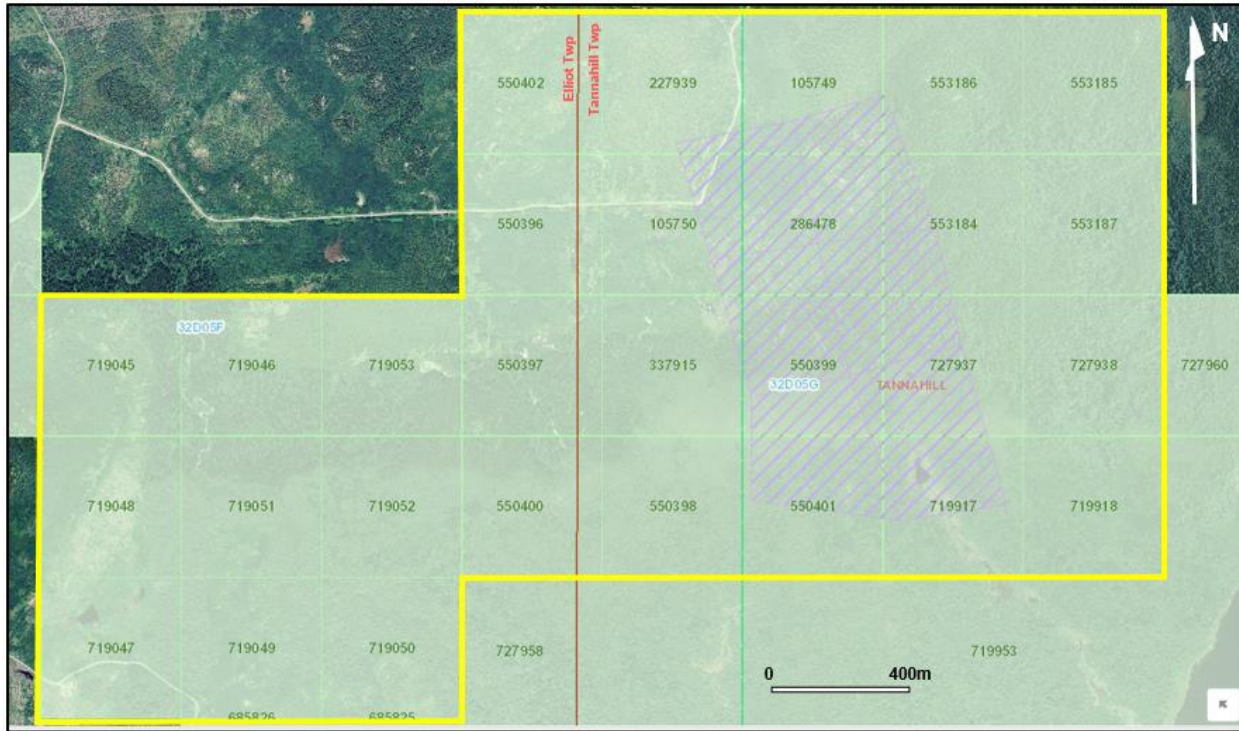 N
Elliot Twp
Tannahill Twp
550402 227939 105749 553186 553185
550396 105750 286478 553184 553187
32D05F
719045 719046 719053 550397 337915 550399 727937 727938 727960
32D05G TANNAHILL
719048 719051 719052 550400 550398 550401 719917 719918
719047 719049 719050 727958 719953
0 400m
685826 685825